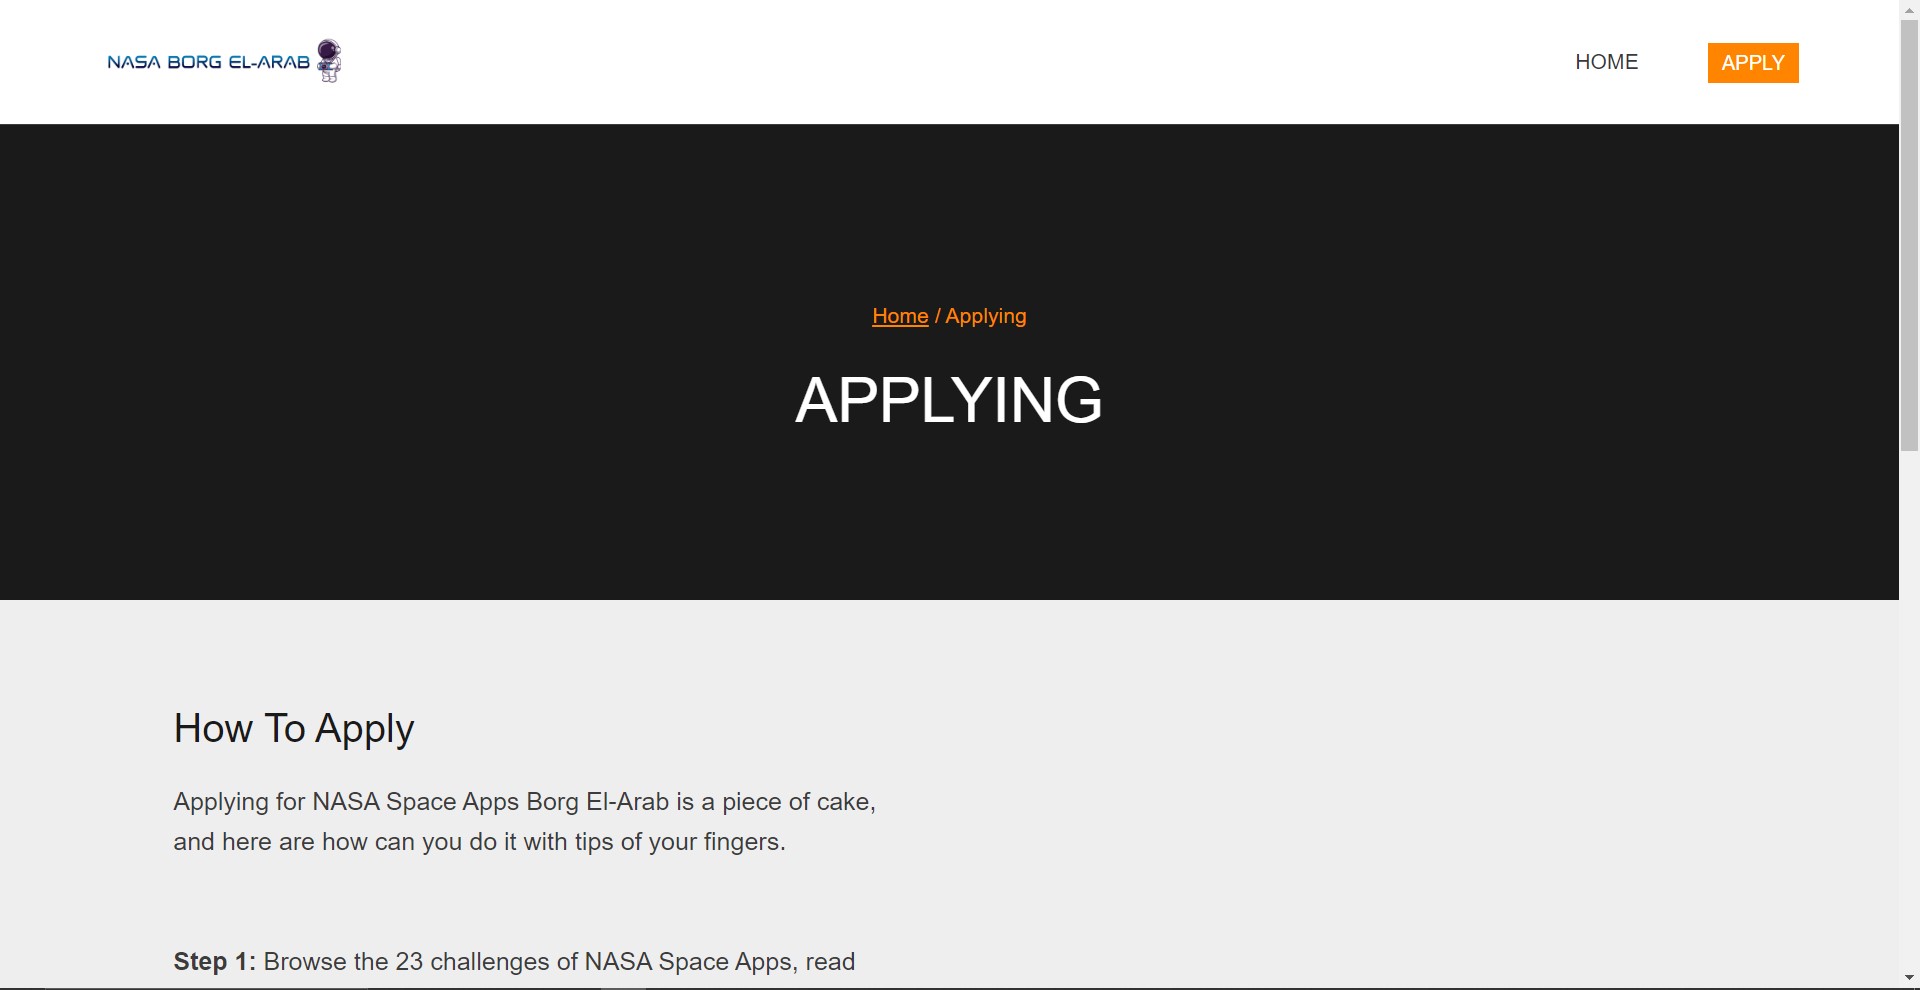 NASA BORG EL-ARAB
HOME
APPLY
Home / Applying
APPLYING
How To Apply
Applying for NASA Space Apps Borg El-Arab is a piece of cake,
and here are how can you do it with tips of your fingers.
Step 1: Browse the 23 challenges of NASA Space Apps, read